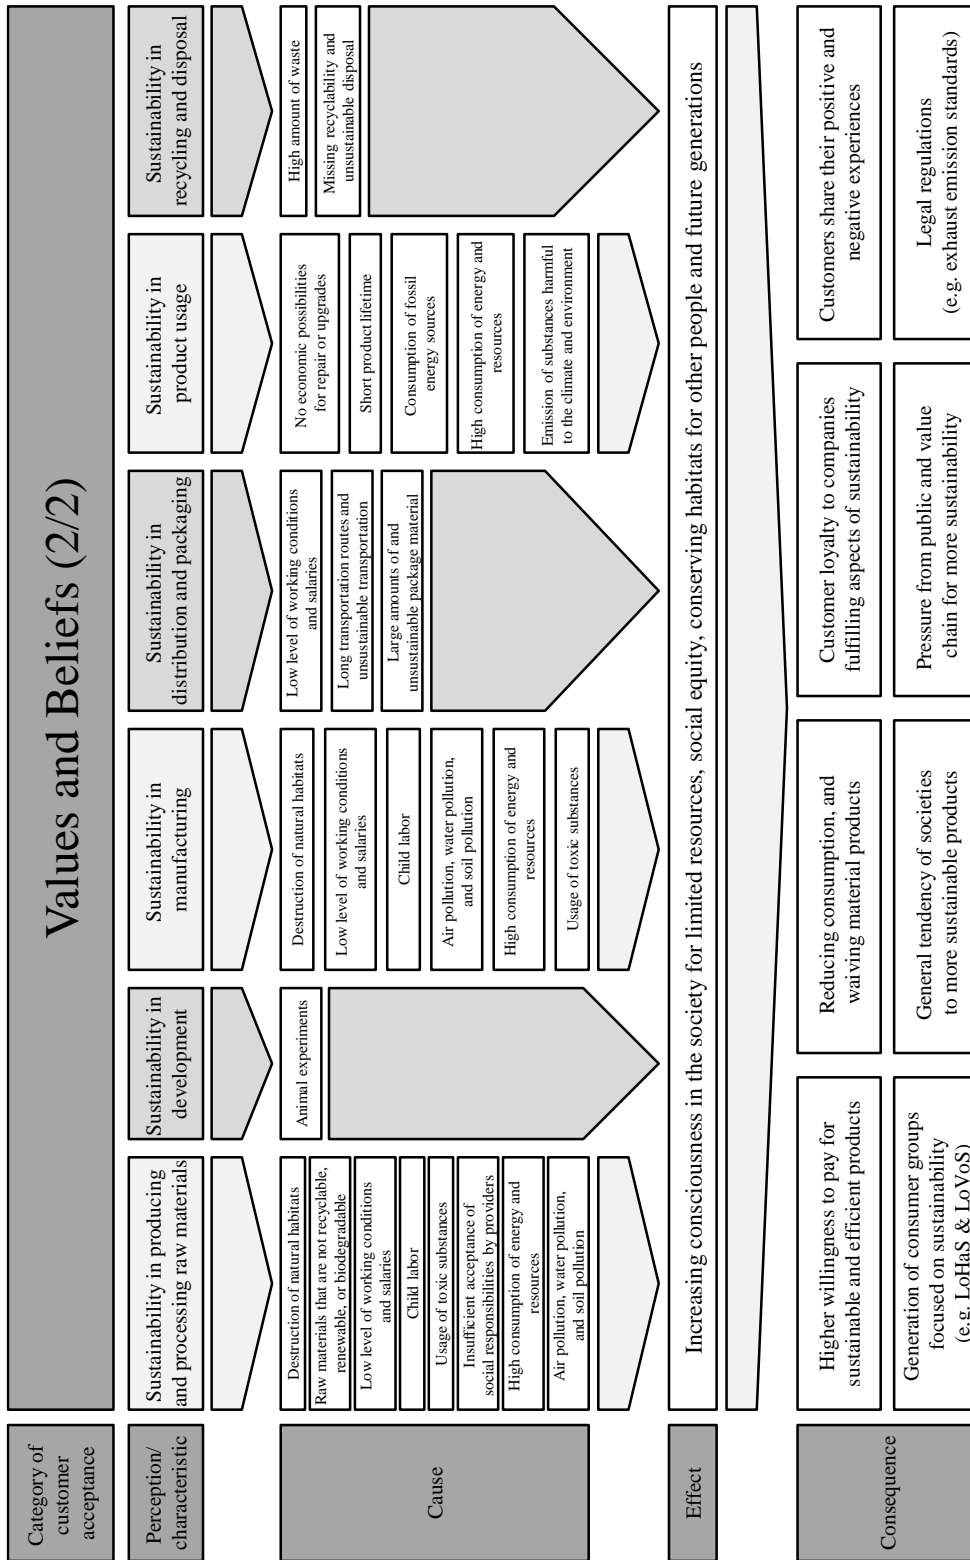 Category of
customer
acceptance
Values and Beliefs (2/2)
Perception/
characteristic
Sustainability in producing
and processing raw materials
Sustainability in
development
Sustainability in
manufacturing
Sustainability in
distribution and packaging
Sustainability in
product usage
Sustainability in
recycling and disposal
Cause
Destruction of natural habitats
Raw materials that are not recyclable,
renewable, or biodegradable
Low level of working conditions
and salaries
Child labor
Usage of toxic substances
Insufficient acceptance of
social responsibilities by providers
High consumption of energy and
resources
Air pollution, water pollution,
and soil pollution
Animal experiments
Destruction of natural habitats
Low level of working conditions
and salaries
Child labor
Air pollution, water pollution,
and soil pollution
High consumption of energy and
resources
Usage of toxic substances
Low level of working conditions
and salaries
Long transportation routes and
unsustainable transportation
Large amounts of and
unsustainable package material
No economic possibilities
for repair or upgrades
Short product lifetime
Consumption of fossil
energy sources
High consumption of energy and
resources
Emission of substances harmful
to the climate and environment
High amount of waste
Missing recyclability and
unsustainable disposal
Effect
Increasing consciousness in the society for limited resources, social equity, conserving habitats for other people and future generations
Consequence
Higher willingness to pay for
sustainable and efficient products
Reducing consumption, and
waiving material products
Customer loyalty to companies
fulfilling aspects of sustainability
Customers share their positive and
negative experiences
Generation of consumer groups
focused on sustainability
(e.g. LoHaS & LoVoS)
General tendency of societies
to more sustainable products
Pressure from public and value
chain for more sustainability
Legal regulations
(e.g. exhaust emission standards)